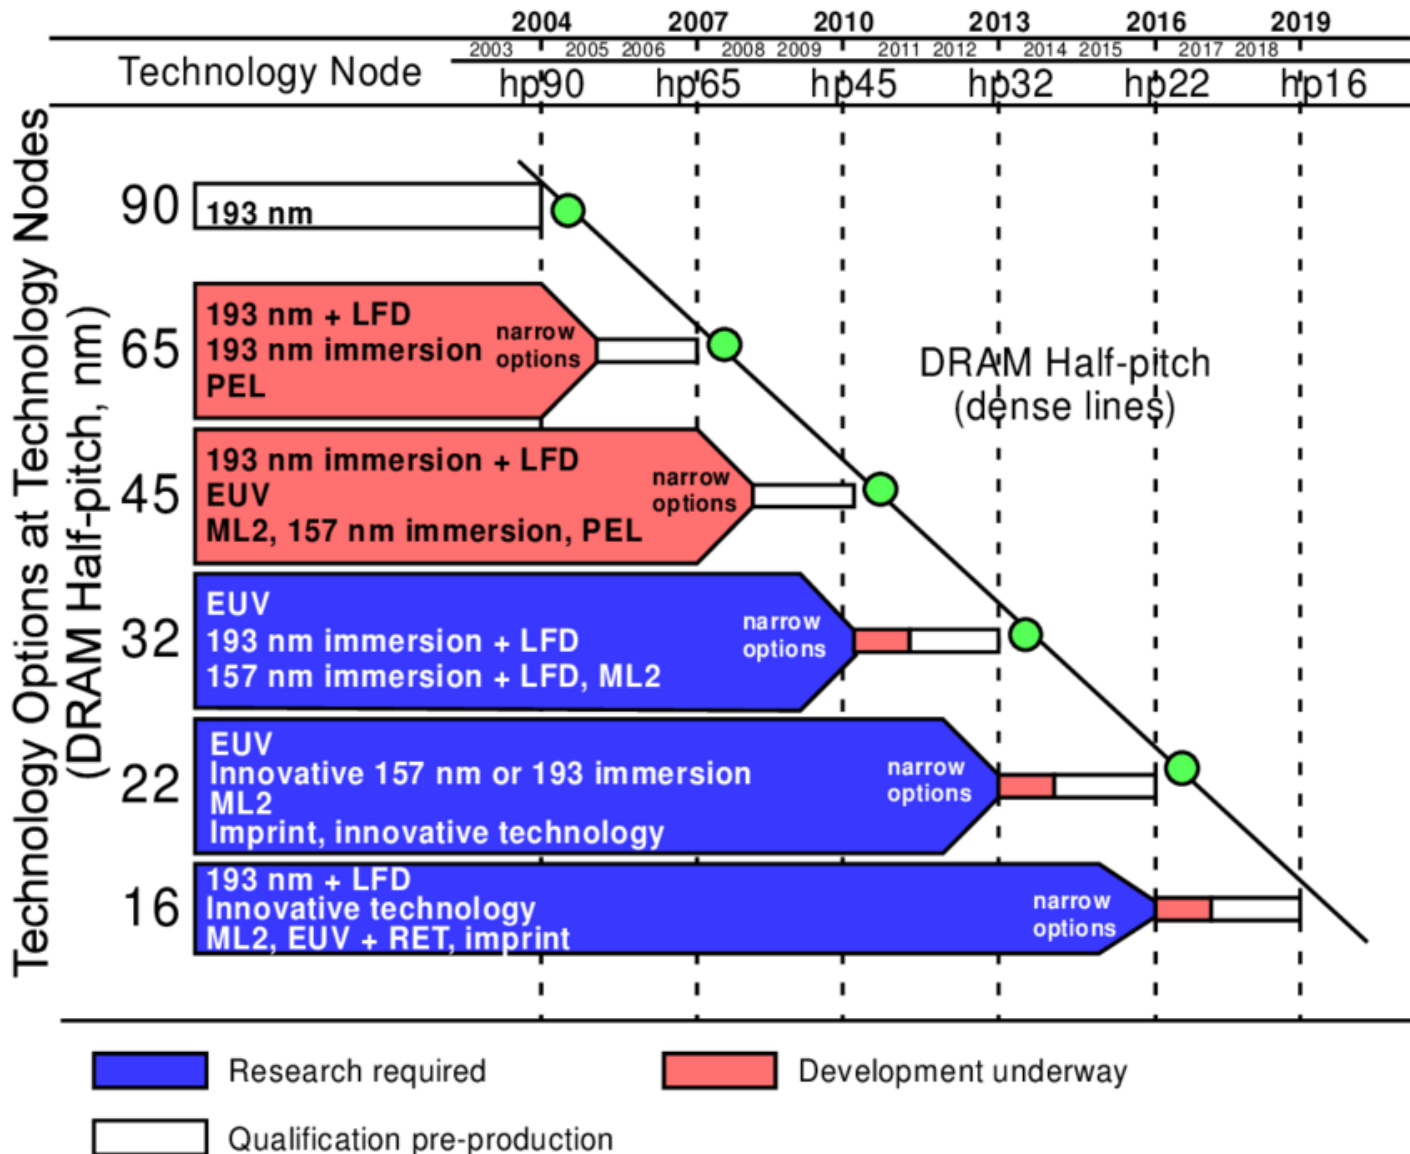 2004 2007 2010 2013 2016 2019
2003 2005 2006 2008 2009 2011 2012 2014 2015 2017 2018
Technology Node hp90 hp65 hp45 hp32 hp22 hp16
Technology Options at Technology Nodes
(DRAM Half-pitch, nm)
90
193 nm
65
193 nm + LFD
193 nm immersion
PEL
narrow
options
DRAM Half-pitch
(dense lines)
45
193 nm immersion + LFD
EUV
ML2, 157 nm immersion, PEL
narrow
options
32
EUV
193 nm immersion + LFD
157 nm immersion + LFD, ML2
narrow
options
22
EUV
Innovative 157 nm or 193 immersion
ML2
Imprint, innovative technology
narrow
options
16
193 nm + LFD
Innovative technology
ML2, EUV + RET, imprint
narrow
options
Research required
Development underway
Qualification pre-production